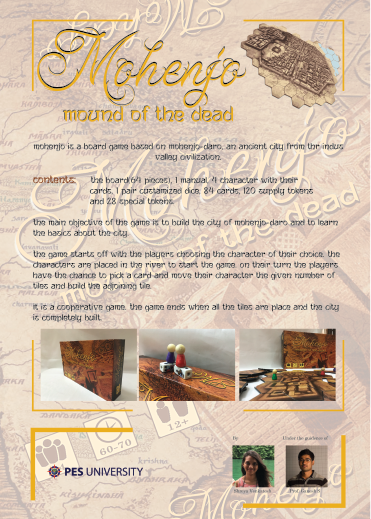 Mohenjo
mound of the dead
mohenjo is a board game based on mohenjo-daro, an ancient city from thr indus
valley civilization.
contents: the board(64 pieces), 1 manual, 4 character with their
cards, 1 pair customized dice, 84 cards, 120 supply tokens
and 28 special tokens.
the main objective of the game is to build the city of mohenjo-daro and to learn
the basics about the city.
the game starts off with the players choosing the character of their choice. the
characters are placed in the river to start the game. on their turn the players
have the chance to pick a card and move their character the given number of
tiles and build the adjoining tile.
it is a cooperative game. the game ends when all the tiles are place and the city
is completely built.
60-70
12+
krishna
PES UNIVERSITY
by
Under the guidance of